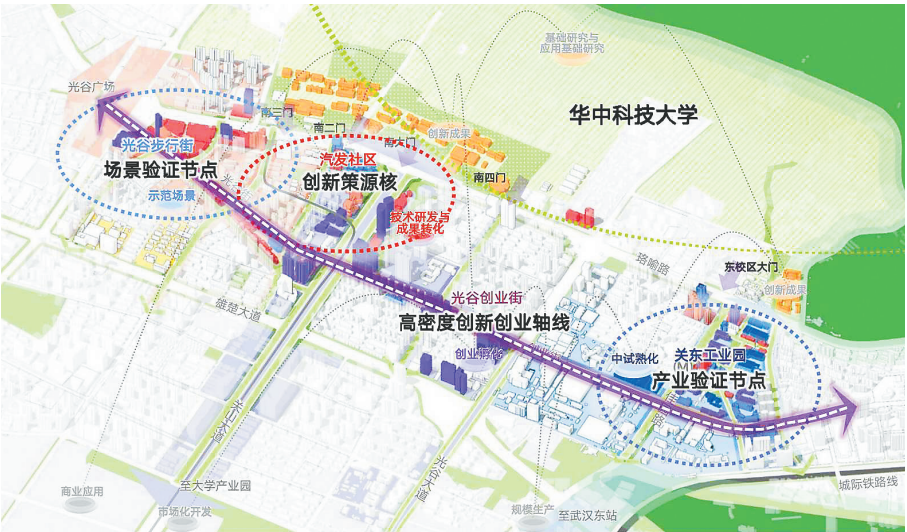 基础研究与
应用基础研究
光谷广场
华中科技大学
南三门
南二门
南大门
创新成果
光谷步行街
场景验证节点
示范场景
汽发社区
创新策源核
南四门
技术研发与
成果转化
珞喻路
东校区大门
创新成果
雄楚大道
光谷创业街
高密度创新创业轴线
创业孵化
中试熟化
关东工业园
产业验证节点
关山大道
光谷大道
城际铁路线
商业应用
至大学产业园
市场化开发
规模生产
至武汉东站